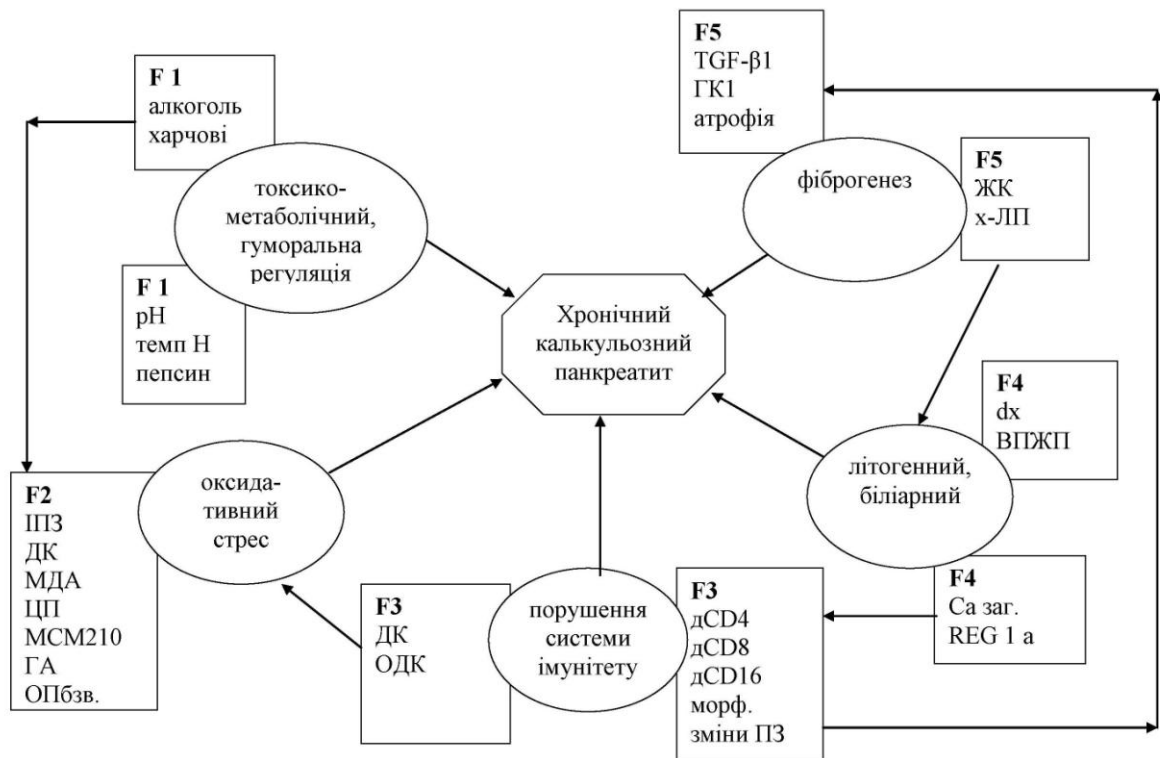 F 1
алкоголь
харчові
токсико-
метаболічний,
гуморальна
регуляція
F 1
pH
темп Н
пепсин
F5
TGF-β1
ГК1
атрофія
фіброгенез
F5
ЖК
х-ЛП
Хронічний
калькульозний
панкреатит
F4
dx
ВПЖП
літогенний,
біліарний
F4
Ca заг.
REG 1 a
F2
ІПЗ
ДК
МДА
ЦП
МСМ210
ГА
ОПбзв.
оксида-
тивний
стрес
F3
ДК
ОДК
порушення
системи
імунітету
F3
дCD4
дCD8
дCD16
морф.
зміни ПЗ